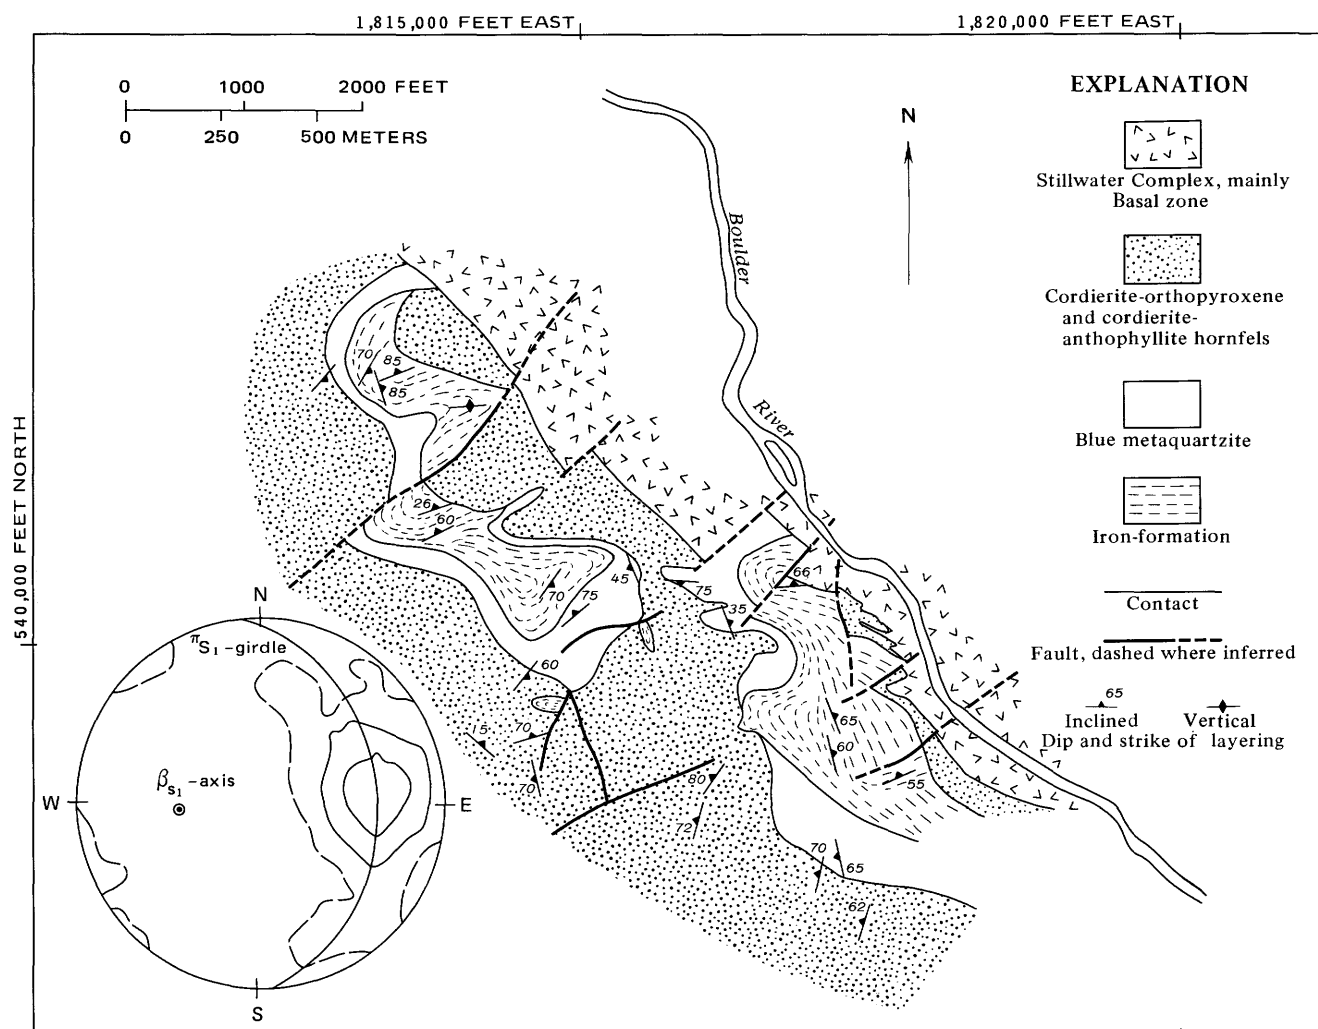 1,815,000 FEET EAST
1,820,000 FEET EAST
0 1000 2000 FEET
0 250 500 METERS
N
EXPLANATION
Stillwater Complex, mainly
Basal zone
Cordierite-orthopyroxene
and cordierite-
anthophyllite hornfels
Blue metaquartzite
Iron-formation
Contact
Fault, dashed where inferred
65
Inclined Vertical
Dip and strike of layering
Boulder
River
540,000 FEET NORTH
70
85
85
26
60
45
70
75
75
35
66
60
15
70
70
65
60
55
80
72
70
65
62
N
πS1-girdle
βS1-axis
W
E
S